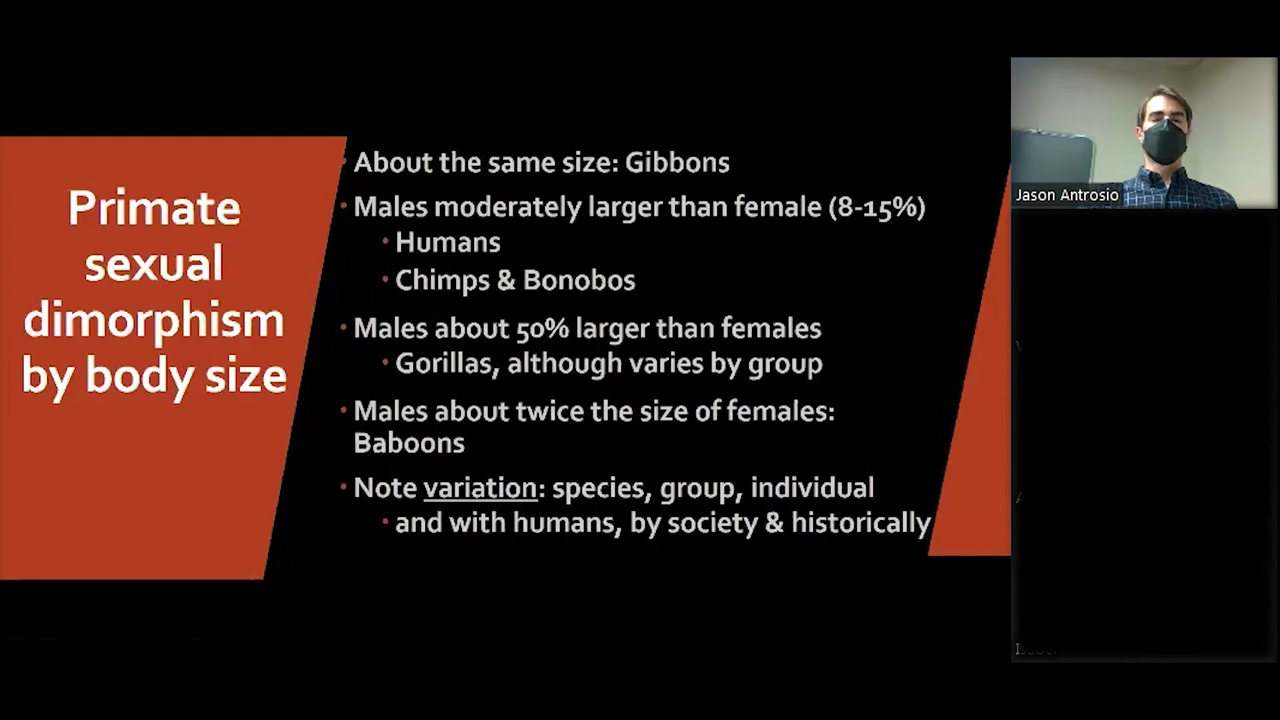 Primate
sexual
dimorphism
by body size
• About the same size: Gibbons
• Males moderately larger than female (8-15%)
• Humans
• Chimps & Bonobos
• Males about 50% larger than females
• Gorillas, although varies by group
• Males about twice the size of females:
Baboons
• Note variation: species, group, individual
• and with humans, by society & historically
Jason Antrosio